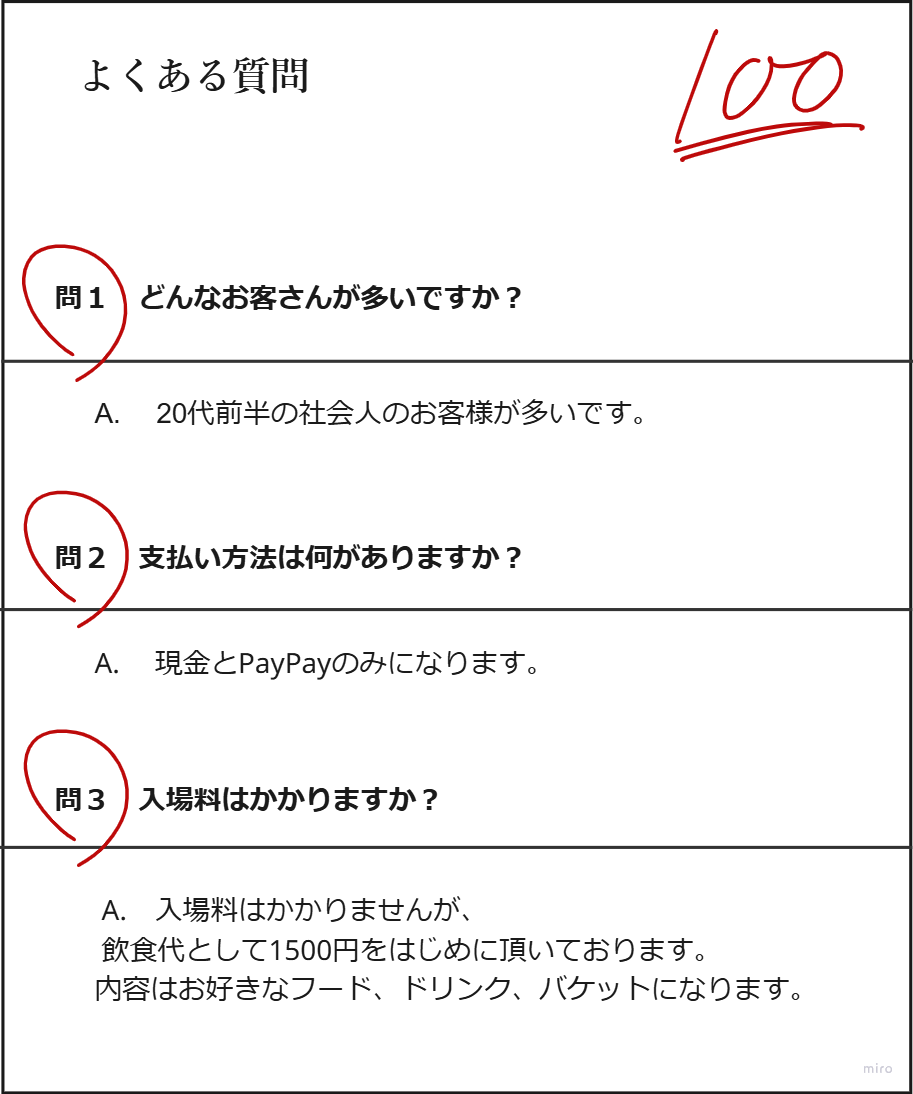 よくある質問
100
問１　どんなお客さんが多いですか？
A.　20代前半の社会人のお客様が多いです。
問２　支払い方法は何がありますか？
A.　現金とPayPayのみになります。
問３　入場料はかかりますか？
A.　入場料はかかりませんが、
飲食代として1500円をはじめに頂いております。
内容はお好きなフード、ドリンク、バケットになります。
miro